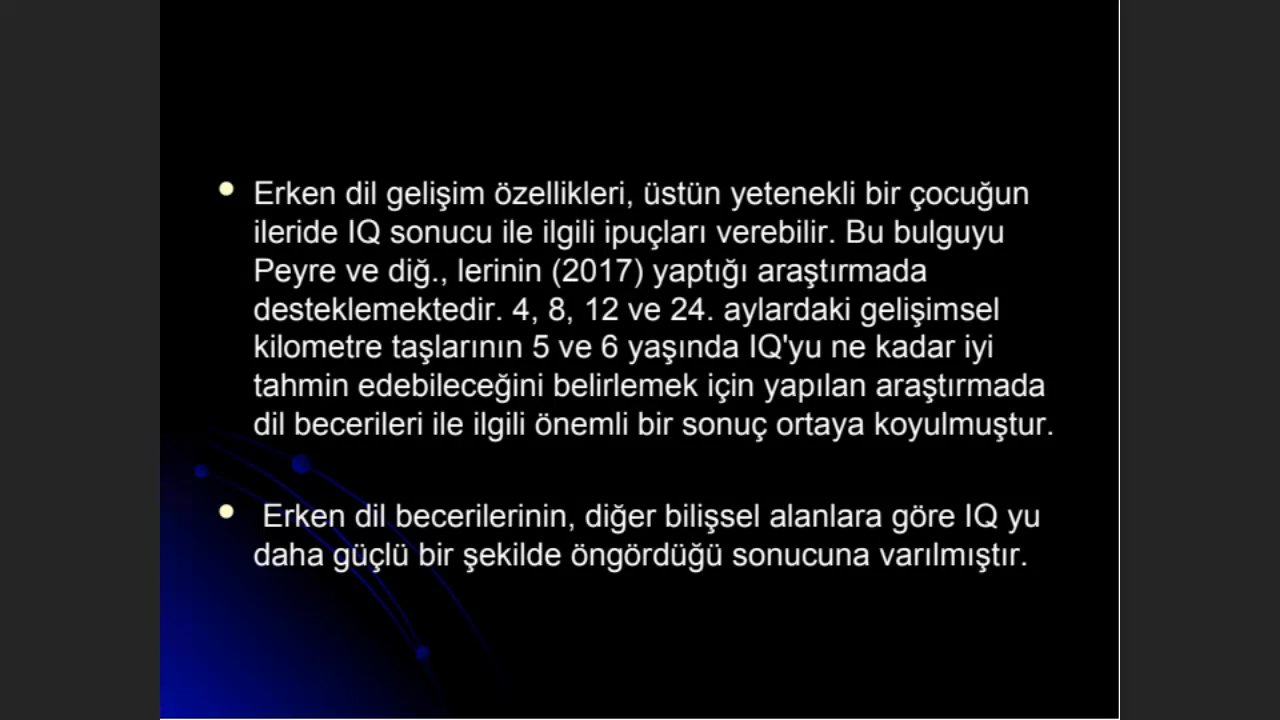 Erken dil gelişim özellikleri, üstün yetenekli bir çocuğun
ileride IQ sonucu ile ilgili ipuçları verebilir. Bu bulguyu
Peyre ve diğ., lerinin (2017) yaptığı araştırmada
desteklemektedir. 4, 8, 12 ve 24. aylardaki gelişimsel
kilometre taşlarının 5 ve 6 yaşında IQ'yu ne kadar iyi
tahmin edebileceğini belirlemek için yapılan araştırmada
dil becerileri ile ilgili önemli bir sonuç ortaya koyulmuştur.
Erken dil becerilerinin, diğer bilişsel alanlara göre IQ yu
daha güçlü bir şekilde öngördüğü sonucuna varılmıştır.